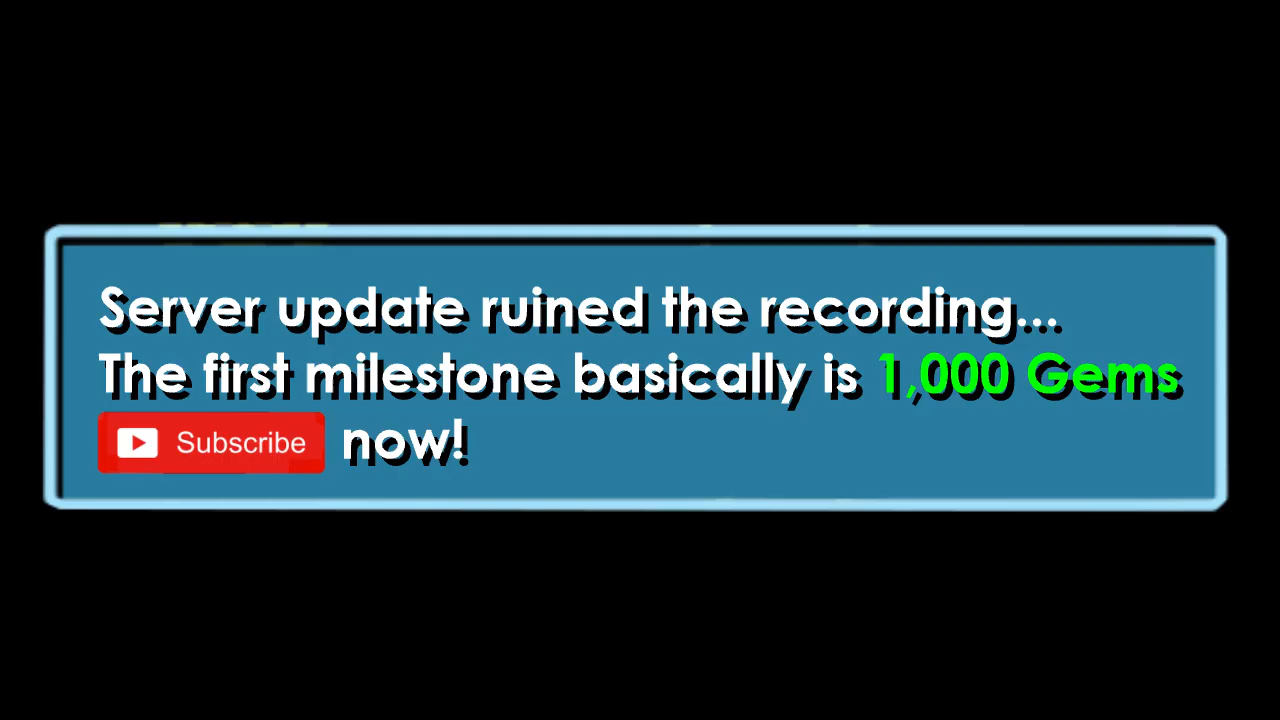 Server update ruined the recording...
The first milestone basically is 1,000 Gems
Subscribe now!